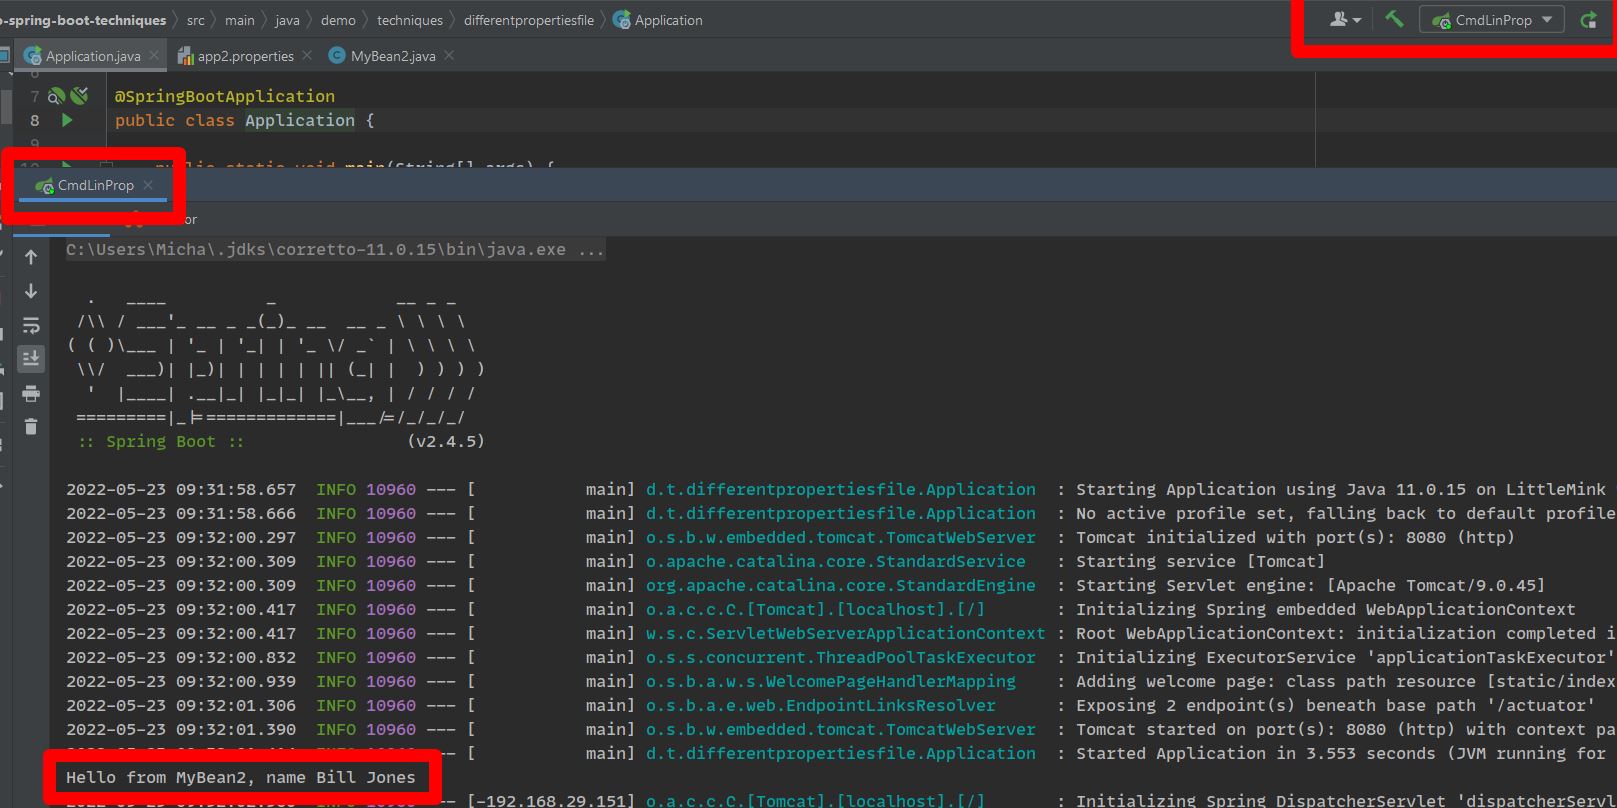 o-spring-boot-techniques src main java demo techniques differentpropertiesfile Application CmdLinProp
Application.java app2.properties MyBean2.java
7 @SpringBootApplication
8 public class Application {
9
10 public static void main(String[] args) {
CmdLinProp
or
C:\Users\Micha\.jdks\corretto-11.0.15\bin\java.exe ...
  .   ____          _            __ _ _
 /\\ / ___'_ __ _ _(_)_ __  __ _ \ \ \ \
( ( )\___ | '_ | '_| | '_ \/ _` | \ \ \ \
 \\/  ___)| |_)| | | | | || (_| |  ) ) ) )
  '  |____| .__|_| |_|_| |_\__, | / / / /
 =========|_|==============|___/=/_/_/_/
:: Spring Boot :: (v2.4.5)
2022-05-23 09:31:58.657 INFO 10960 --- [ main] d.t.differentpropertiesfile.Application : Starting Application using Java 11.0.15 on LittleMink
2022-05-23 09:31:58.666 INFO 10960 --- [ main] d.t.differentpropertiesfile.Application : No active profile set, falling back to default profile
2022-05-23 09:32:00.297 INFO 10960 --- [ main] o.s.b.w.embedded.tomcat.TomcatWebServer : Tomcat initialized with port(s): 8080 (http)
2022-05-23 09:32:00.309 INFO 10960 --- [ main] o.apache.catalina.core.StandardService : Starting service [Tomcat]
2022-05-23 09:32:00.309 INFO 10960 --- [ main] org.apache.catalina.core.StandardEngine : Starting Servlet engine: [Apache Tomcat/9.0.45]
2022-05-23 09:32:00.417 INFO 10960 --- [ main] o.a.c.c.C.[Tomcat].[localhost].[/] : Initializing Spring embedded WebApplicationContext
2022-05-23 09:32:00.417 INFO 10960 --- [ main] w.s.c.ServletWebServerApplicationContext : Root WebApplicationContext: initialization completed i
2022-05-23 09:32:00.832 INFO 10960 --- [ main] o.s.s.concurrent.ThreadPoolTaskExecutor : Initializing ExecutorService 'applicationTaskExecutor'
2022-05-23 09:32:00.939 INFO 10960 --- [ main] o.s.b.a.w.s.WelcomePageHandlerMapping : Adding welcome page: class path resource [static/index
2022-05-23 09:32:01.306 INFO 10960 --- [ main] o.s.b.a.e.web.EndpointLinksResolver : Exposing 2 endpoint(s) beneath base path '/actuator'
2022-05-23 09:32:01.390 INFO 10960 --- [ main] o.s.b.w.embedded.tomcat.TomcatWebServer : Tomcat started on port(s): 8080 (http) with context pa
--- [ main] d.t.differentpropertiesfile.Application : Started Application in 3.553 seconds (JVM running for
Hello from MyBean2, name Bill Jones
--- [-192.168.29.151] o.a.c.c.C.[Tomcat].[localhost].[/] : Initializing Spring DispatcherServlet 'dispatcherServl